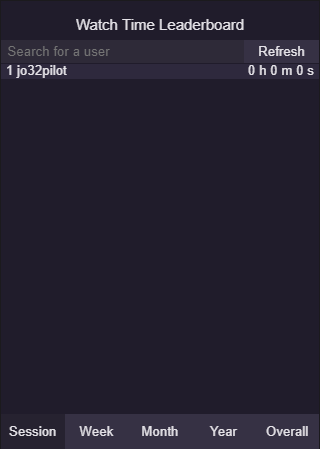 Watch Time Leaderboard
Search for a user Refresh
1 jo32pilot 0 h 0 m 0 s
Session Week Month Year Overall